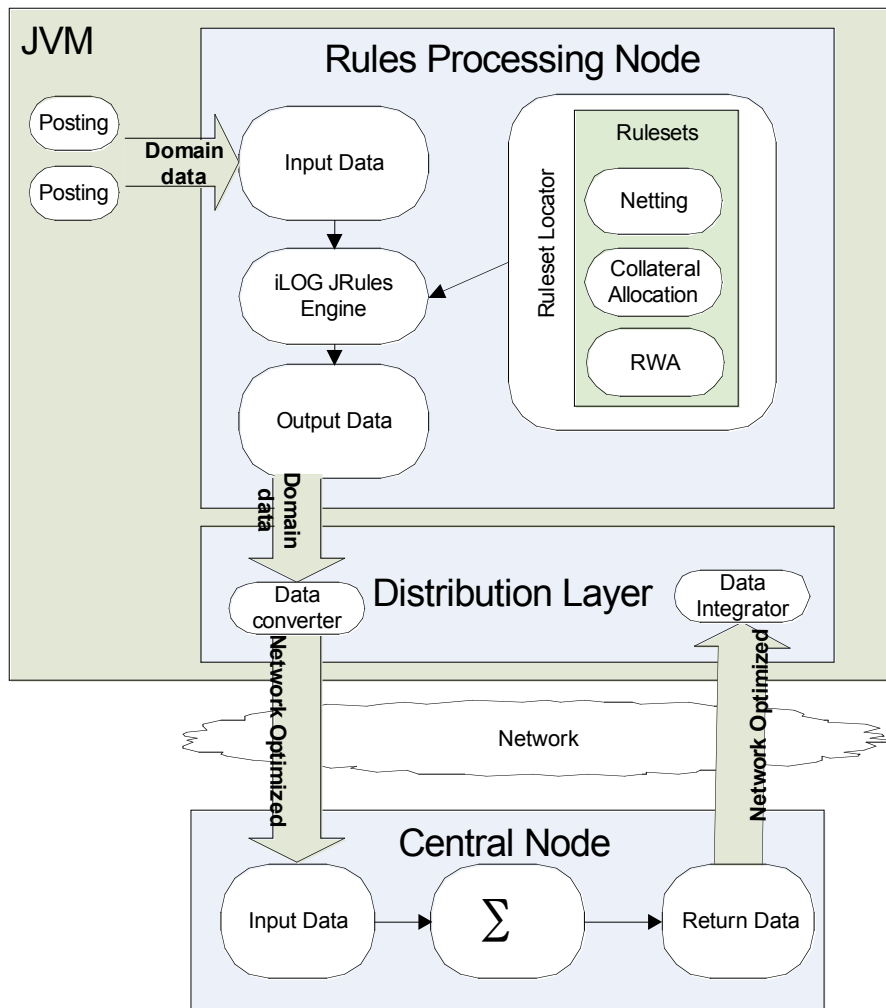 JVM
Rules Processing Node
Posting
Posting
Domain
data
Input Data
iLOG JRules
Engine
Output Data
Ruleset Locator
Rulesets
Netting
Collateral
Allocation
RWA
Domain
data
Distribution Layer
Data
converter
Data
Integrator
Network Optimized
Network Optimized
Network
Central Node
Input Data
∑
Return Data